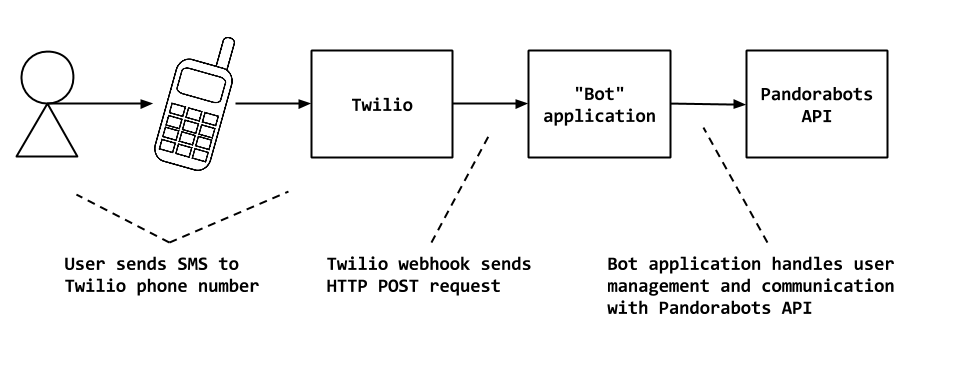 Twilio
"Bot"
application
Pandorabots
API
User sends SMS to
Twilio phone number
Twilio webhook sends
HTTP POST request
Bot application handles user
management and communication
with Pandorabots API